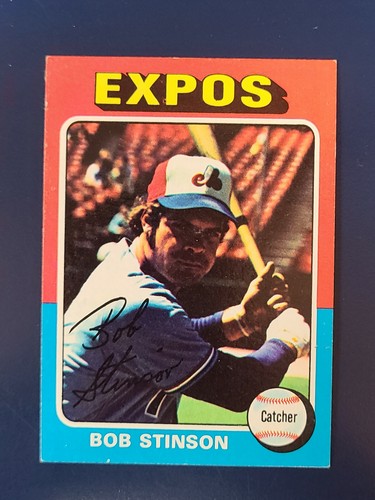 EXPOS
Bob
Stinson
Catcher
BOB STINSON